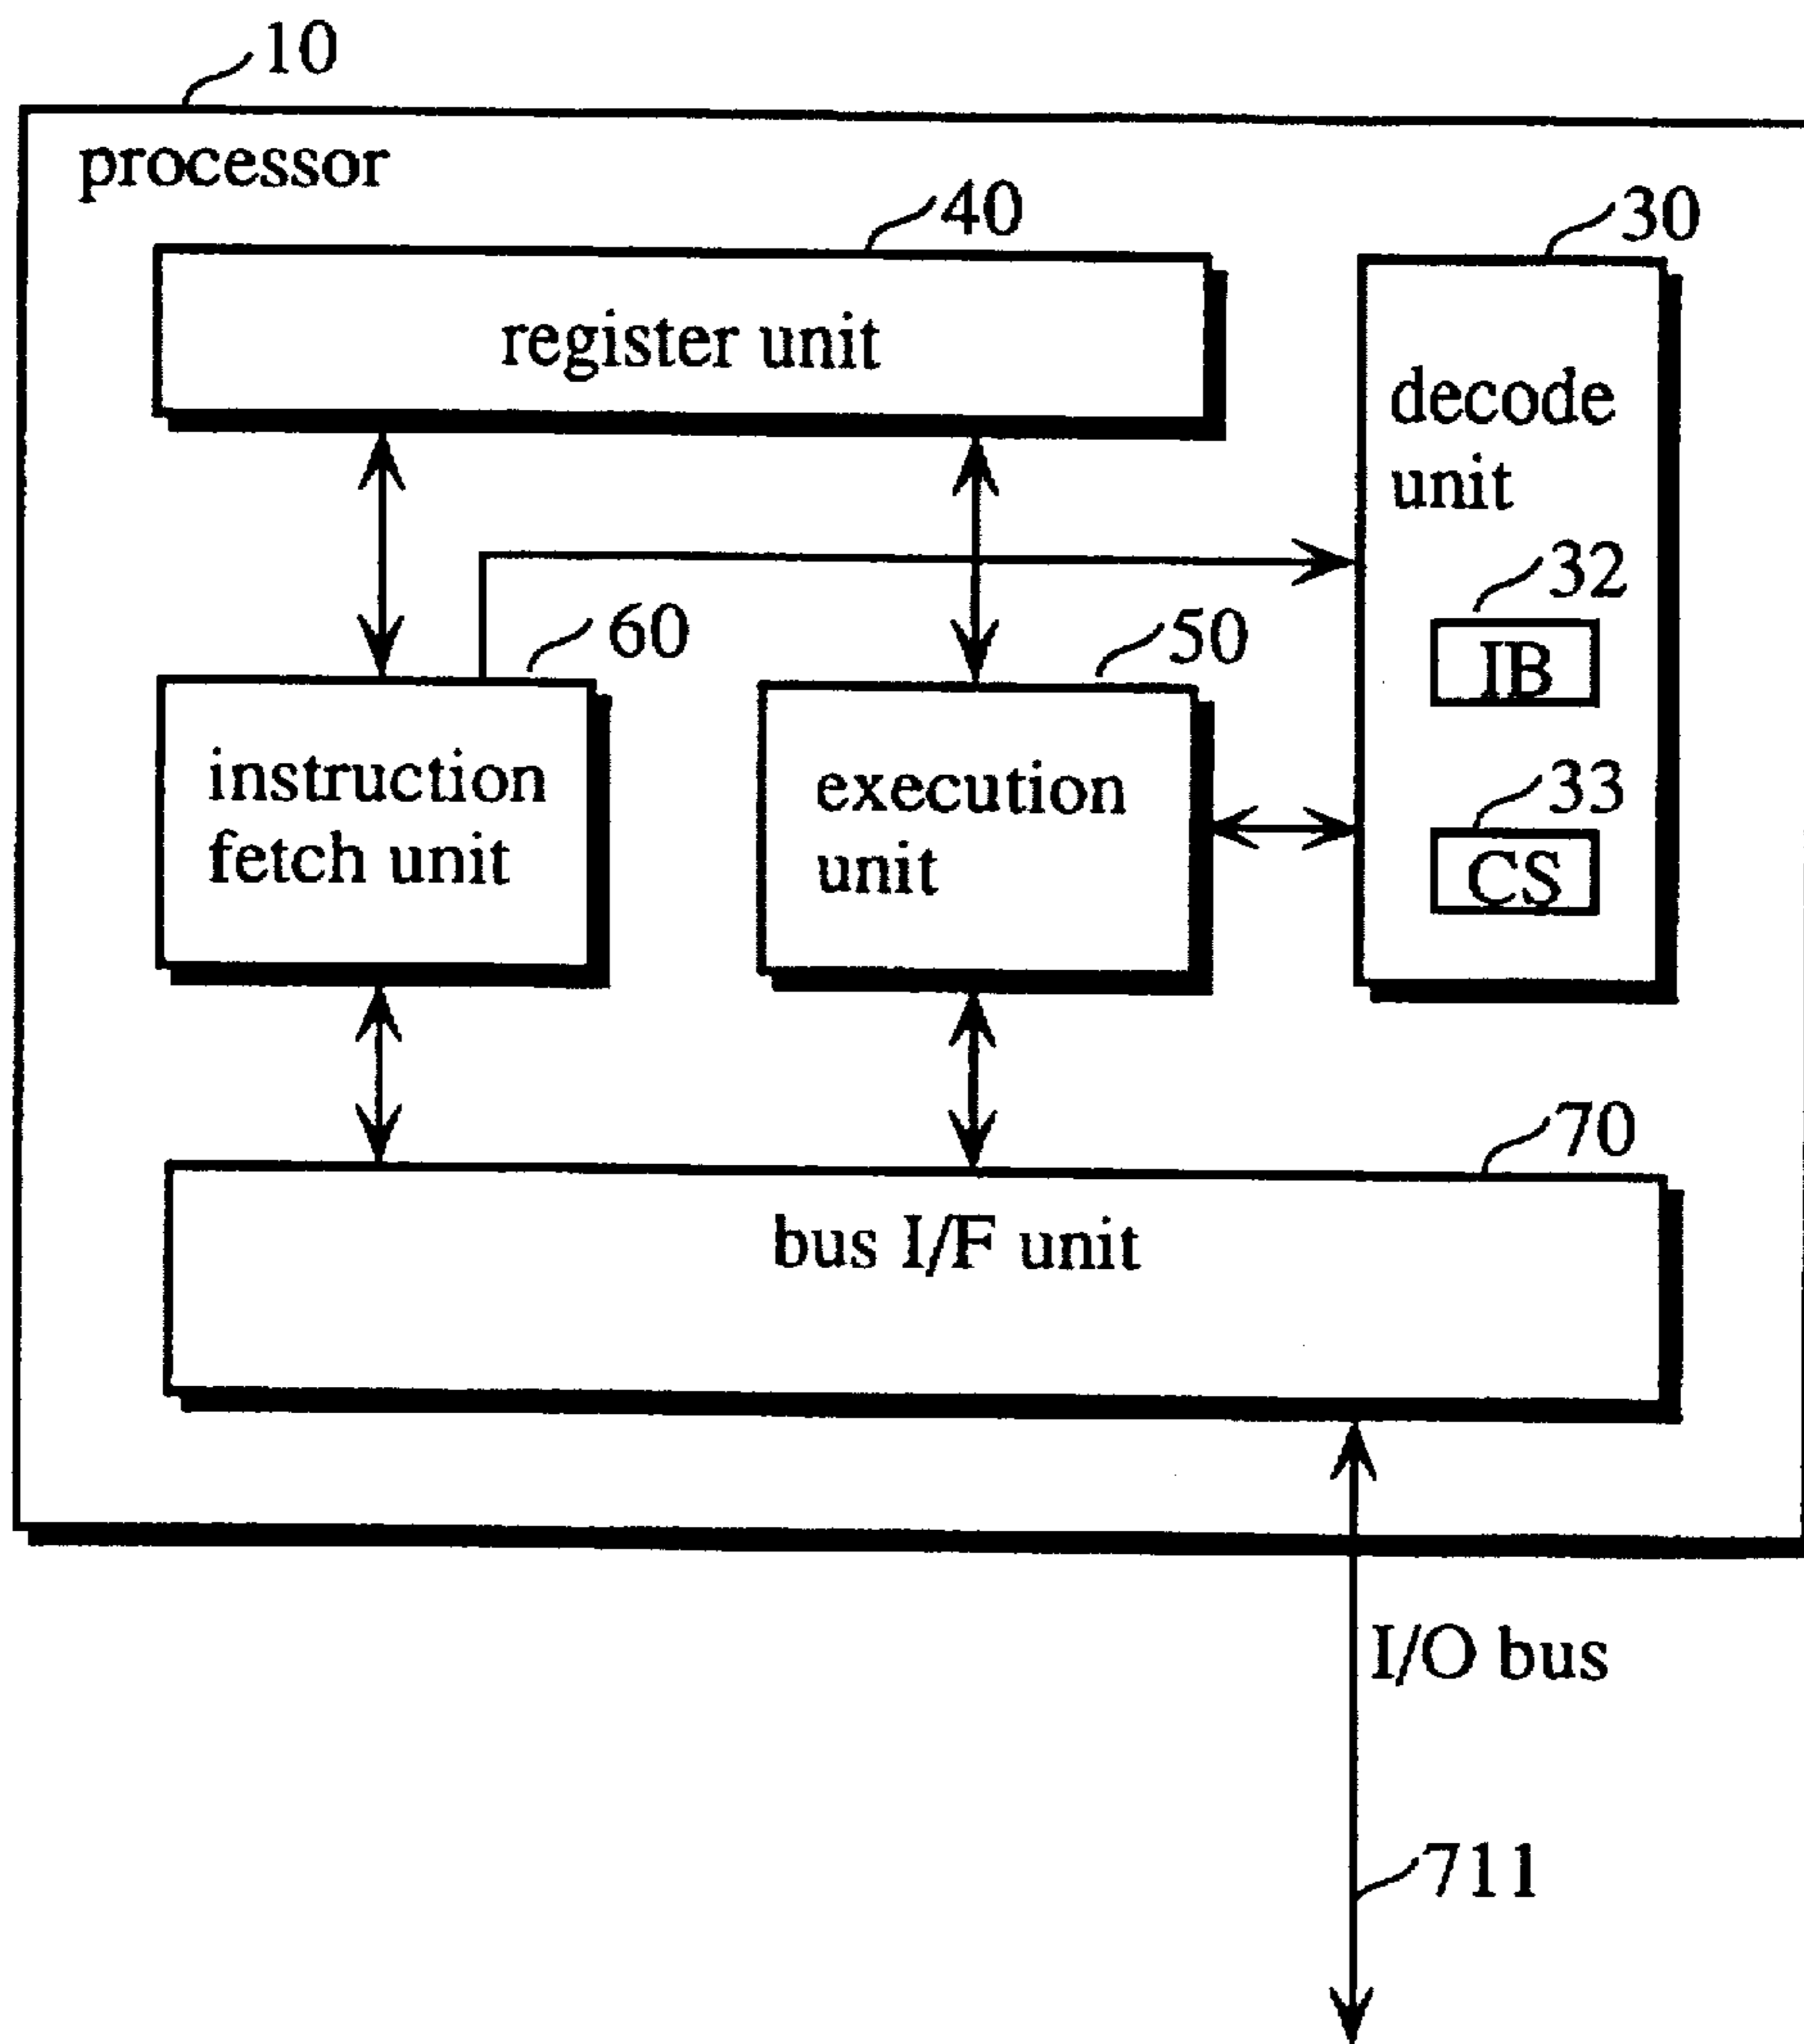 10
processor
40
30
register unit
decode
unit
32
IB
60
50
instruction
fetch unit
execution
unit
33
CS
70
bus I/F unit
I/O bus
711